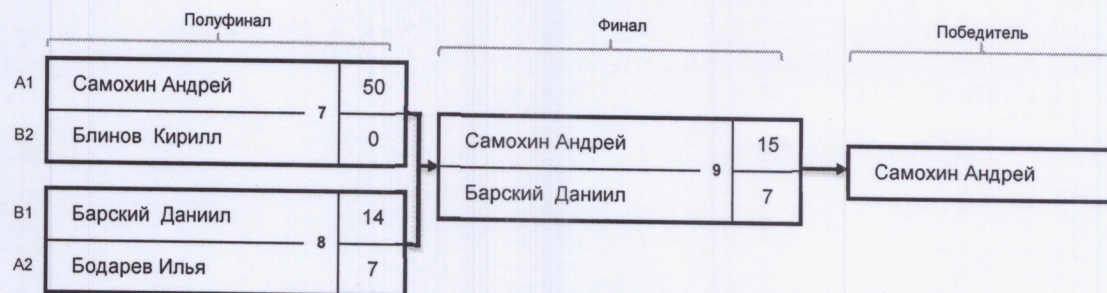 Полуфинал
Финал
Победитель
A1 Самохин Андрей 50
7
B2 Блинов Кирилл 0
B1 Барский Даниил 14
8
A2 Бодарев Илья 7
Самохин Андрей 15
9
Барский Даниил 7
Самохин Андрей